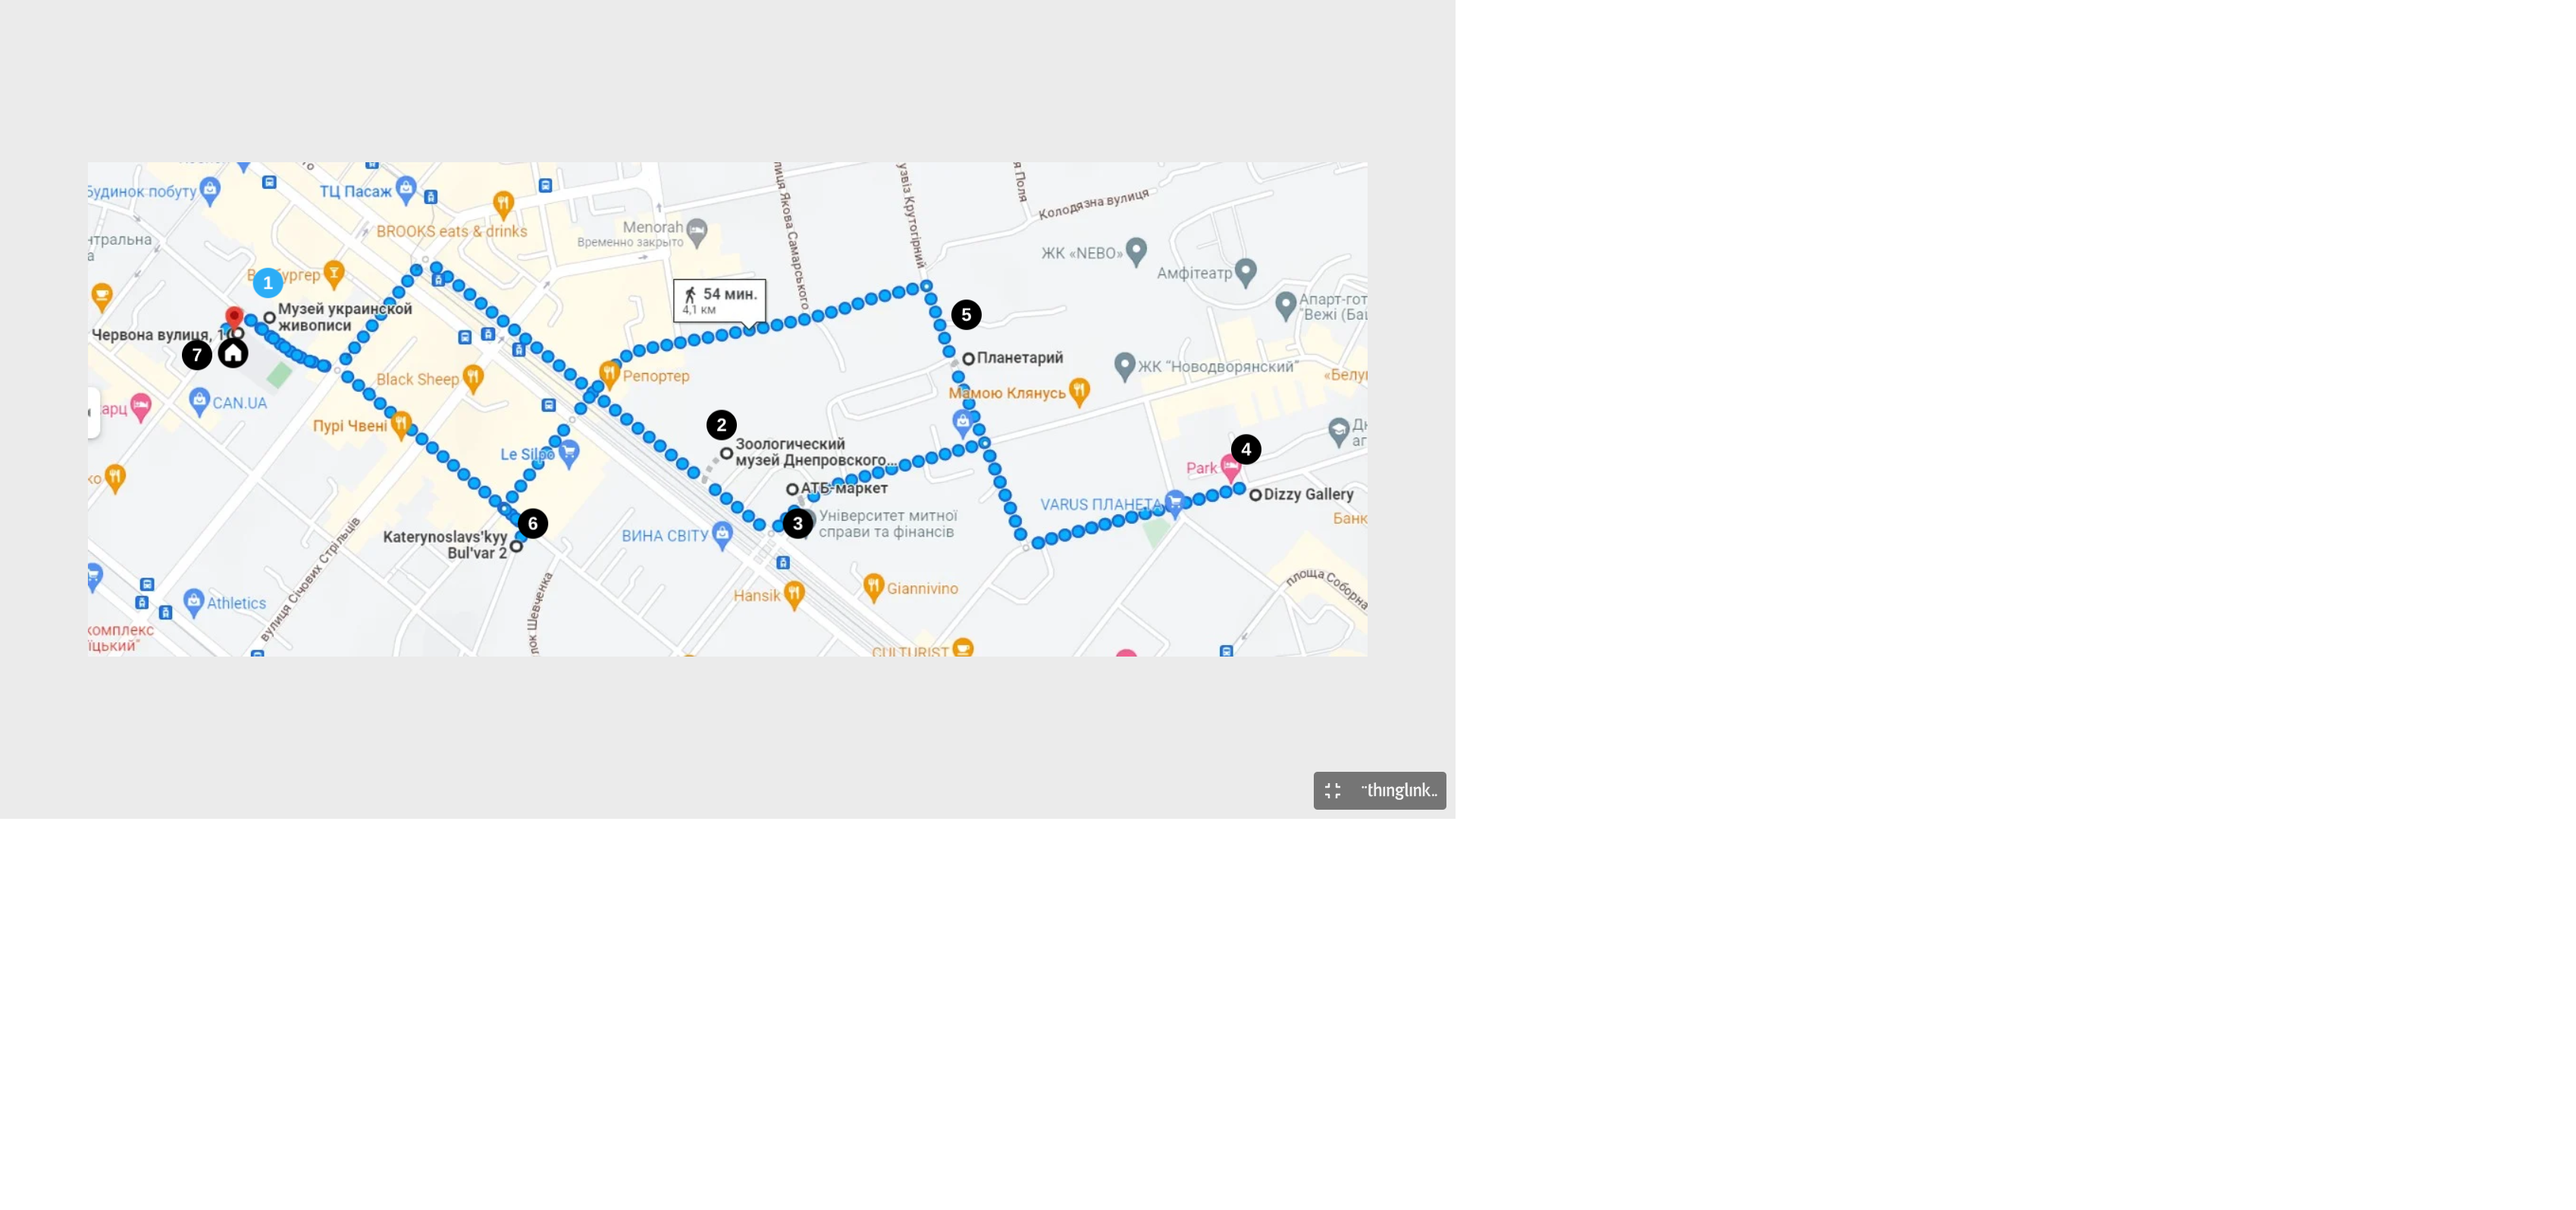 Будинок побуту
ТЦ Пасаж
BROOKS eats & drinks
Menorah
Временно закрыто
лиця Якова Самарського
узвіз Крутогірний
я Поля
Колодязна вулиця
ЖК «NEBO»
Амфітеатр
нтральна
а
1
Музей украинской
живописи
Червона вулиця, 1
7
54 мин.
4,1 км
5
Планетарий
Апарт-гот
"Вежі (Баш
ЖК "Новодворянский"
Репортер
Black Sheep
Мамою Клянусь
«Белу
арц
CAN.UA
Пурі Чвені
2
Зоологический
музей Днепровского...
Le Silpo
4
Park
ко
АТБ-маркет
Dizzy Gallery
VARUS ПЛАНЕТА
Банк
6
3
Університет митної
справи та фінансів
Katerynoslavs'kyy
Bul'var 2
ВИНА СВІТУ
вулиця Січових Стрільців
лок Шевченка
площа Соборна
Athletics
Hansik
Giannivino
комплекс
їцький"
CULTURIST
thinglink..